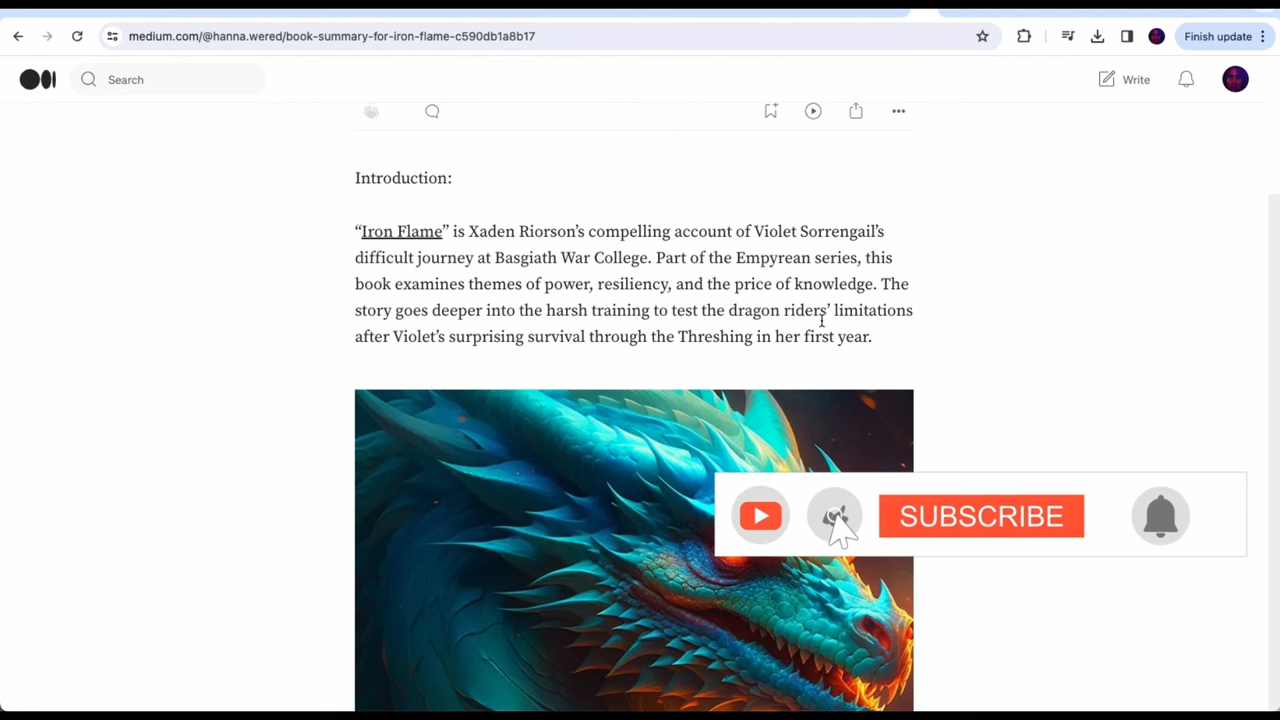 medium.com/@hanna.wered/book-summary-for-iron-flame-c590db1a8b17
Finish update
Search
Write
Introduction:
“Iron Flame” is Xaden Riorson’s compelling account of Violet Sorrengail’s
difficult journey at Basgiath War College. Part of the Empyrean series, this
book examines themes of power, resiliency, and the price of knowledge. The
story goes deeper into the harsh training to test the dragon riders’ limitations
after Violet’s surprising survival through the Threshing in her first year.
SUBSCRIBE